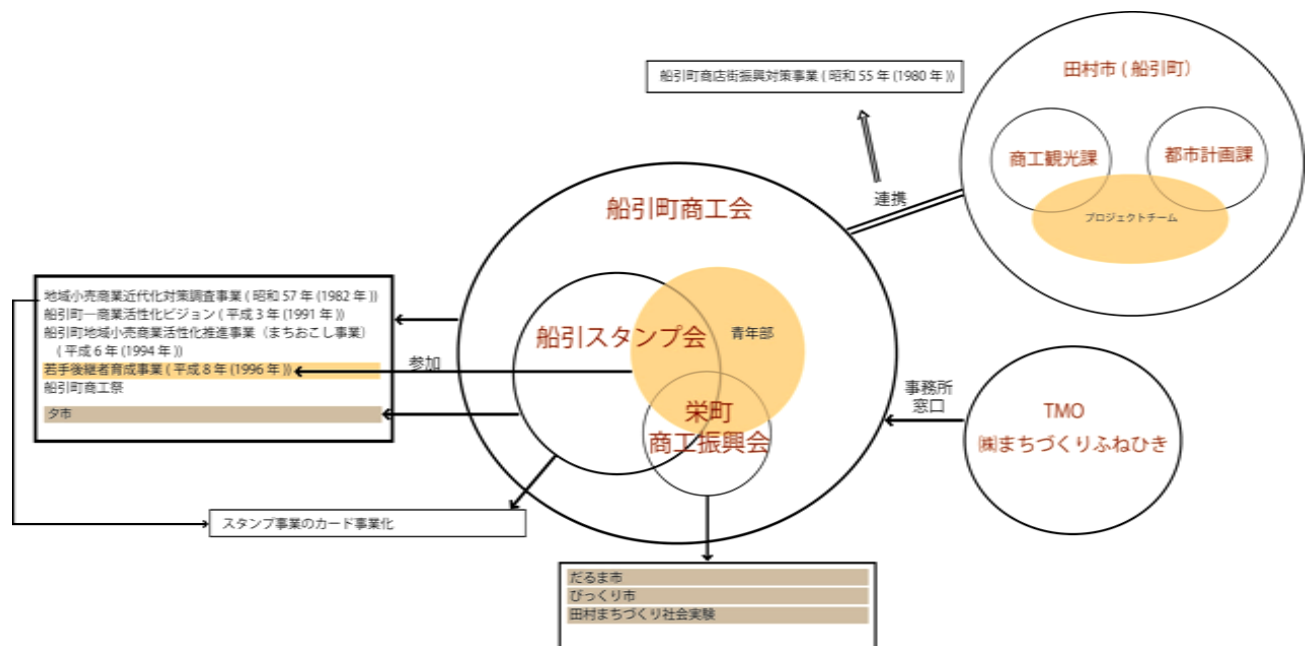 船引町商店街振興対策事業 ( 昭和 55 年 (1980 年 ))
田村市 ( 船引町）
商工観光課
都市計画課
プロジェクトチーム
連携
船引町商工会
地域小売商業近代化対策調査事業 ( 昭和 57 年 (1982 年 ))
船引町一商業活性化ビジョン ( 平成 3 年 (1991 年 ))
船引町地域小売商業活性化推進事業（まちおこし事業）
( 平成 6 年 (1994 年 ))
若手後継者育成事業 ( 平成 8 年 (1996 年 ))
船引町商工祭
夕市
参加
船引スタンプ会
青年部
栄町
商工振興会
事務所
窓口
TMO
㈱まちづくりふねひき
スタンプ事業のカード事業化
だるま市
びっくり市
田村まちづくり社会実験